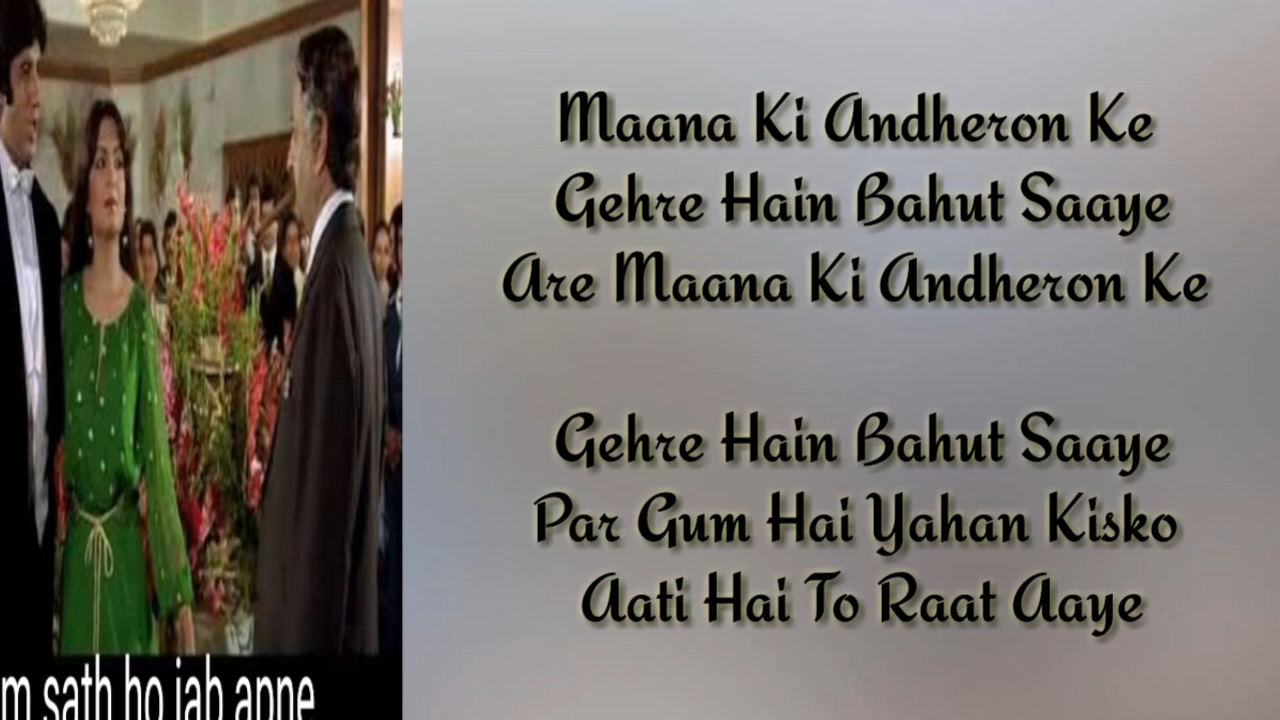 Maana Ki Andheron Ke
Gehre Hain Bahut Saaye
Are Maana Ki Andheron Ke
Gehre Hain Bahut Saaye
Par Gum Hai Yahan Kisko
Aati Hai To Raat Aaye
m sath ho jab apne